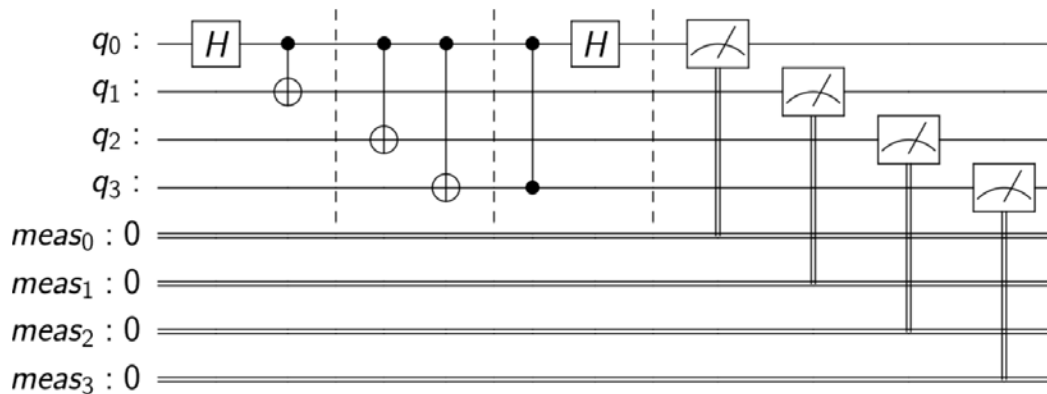 q₀ : H H
q₁ :
q₂ :
q₃ :
meas₀ : 0
meas₁ : 0
meas₂ : 0
meas₃ : 0